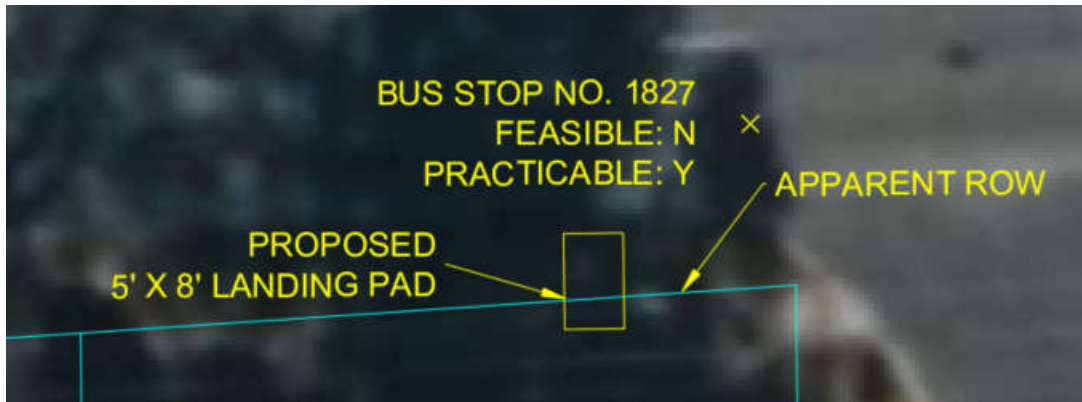 BUS STOP NO. 1827
FEASIBLE: N
PRACTICABLE: Y
APPARENT ROW
PROPOSED
5' X 8' LANDING PAD